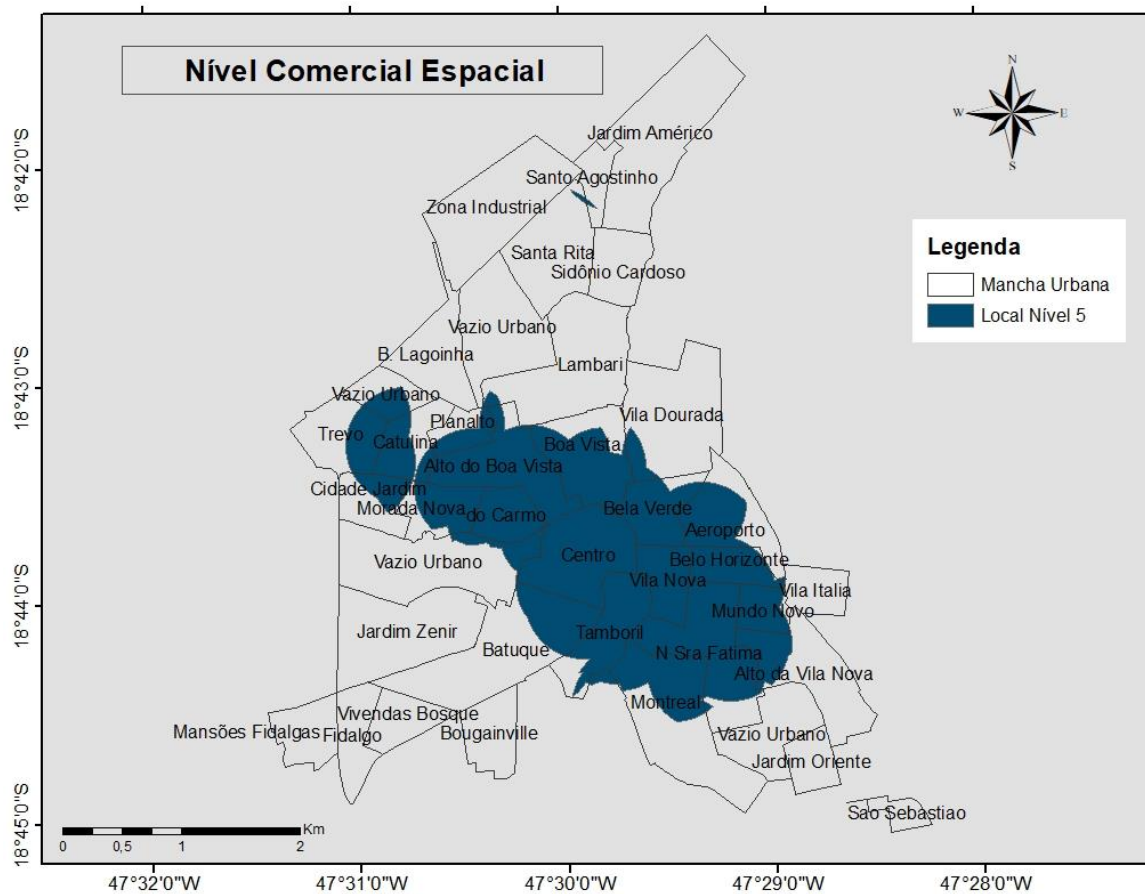 Nível Comercial Espacial
N
W
E
S
Jardim Américo
Santo Agostinho
Zona Industrial
Santa Rita
Sidônio Cardoso
Legenda
Mancha Urbana
Local Nível 5
Vazio Urbano
B. Lagoinha
Lambari
Vazio Urbano
Planalto
Vila Dourada
Trevo
Catulina
Boa Vista
Alto do Boa Vista
Cidade Jardim
Morada Nova
do Carmo
Bela Verde
Aeroporto
Vazio Urbano
Centro
Belo Horizonte
Vila Nova
Vila Italia
Mundo Novo
Jardim Zenir
Tamboril
Batuque
N Sra Fatima
Alto da Vila Nova
Montreal
Vivendas Bosque
Mansões Fidalgas
Fidalgo
Bougainville
Vazio Urbano
Jardim Oriente
Sao Sebastiao
Km
0
0,5
1
2
18°42'0"S
18°43'0"S
18°44'0"S
18°45'0"S
47°32'0"W
47°31'0"W
47°30'0"W
47°29'0"W
47°28'0"W